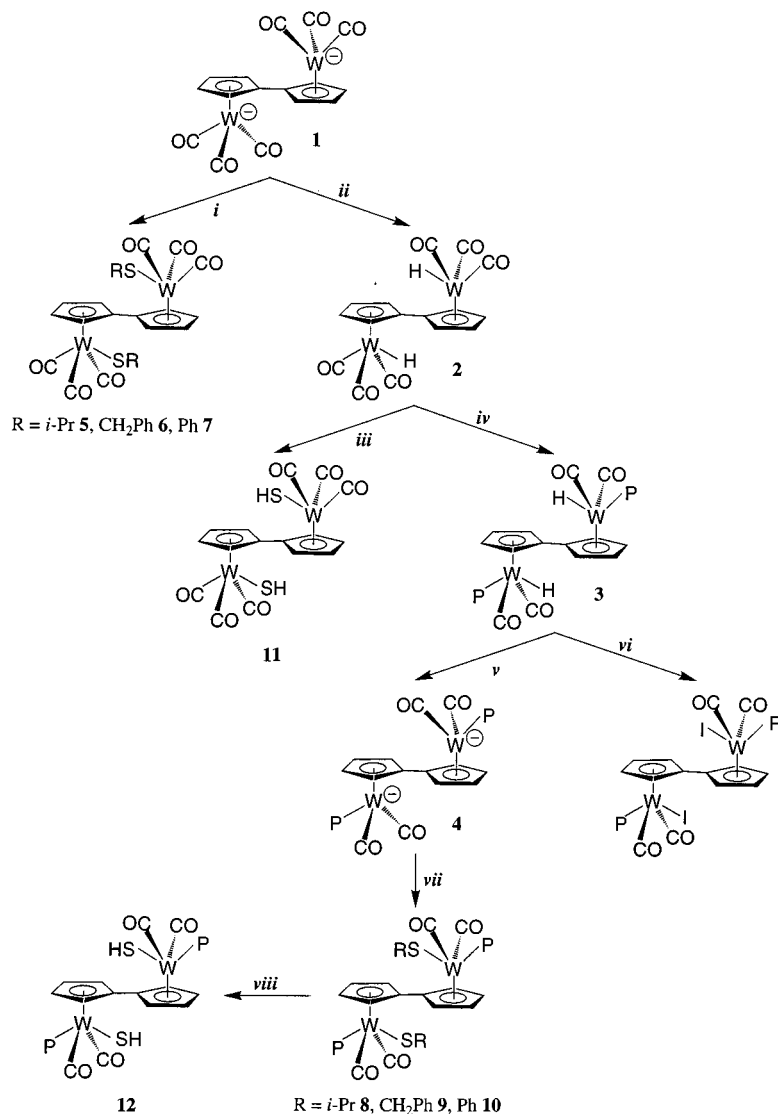 CO
OC CO
W ⊖
W ⊖
OC
CO
CO
1
i
ii
CO
OC CO
RS
W
W
OC SR
CO
CO
R = i-Pr 5, CH2Ph 6, Ph 7
CO
OC CO
H
W
W
OC H
CO
CO
2
iii
iv
CO
OC CO
HS
W
W
OC SH
CO
CO
11
OC CO
H P
W
W
P H
CO
CO
3
v
vi
OC CO
P
W ⊖
W ⊖
P
CO
CO
4
OC CO
I P
W
W
P I
CO
CO
vii
OC CO
HS P
W
W
P SH
CO
CO
12
viii
OC CO
RS P
W
W
P SR
CO
CO
R = i-Pr 8, CH2Ph 9, Ph 10